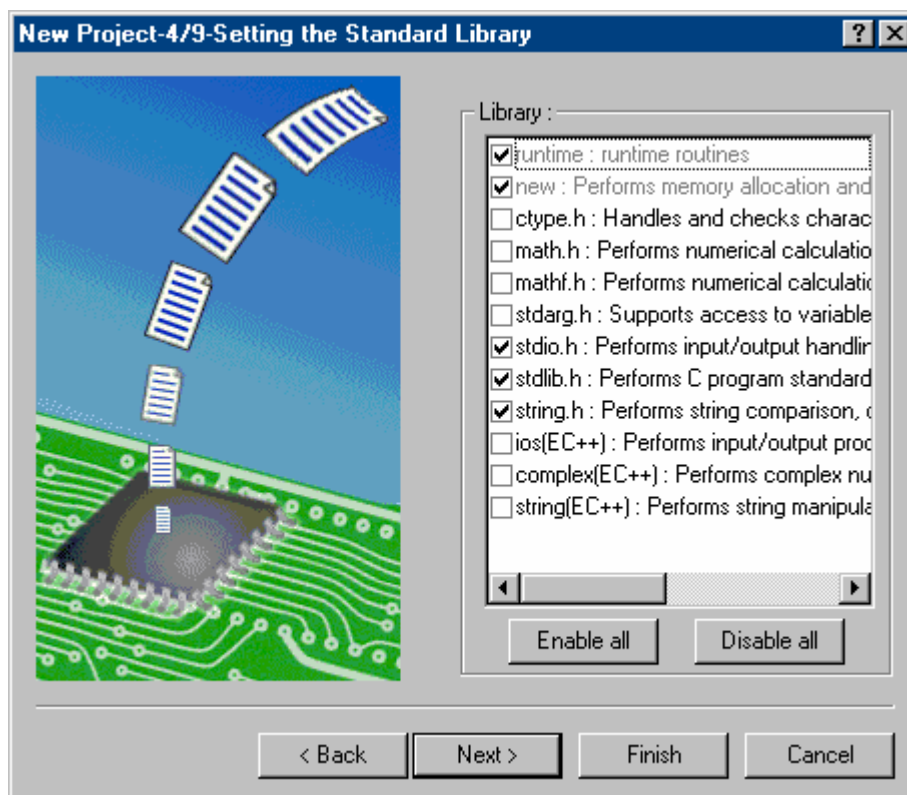 New Project-4/9-Setting the Standard Library
Library :
runtime : runtime routines
new : Performs memory allocation and
ctype.h : Handles and checks charac
math.h : Performs numerical calculatio
mathf.h : Performs numerical calculatic
stdarg.h : Supports access to variable
stdio.h : Performs input/output handlin
stdlib.h : Performs C program standard
string.h : Performs string comparison, c
ios(EC++) : Performs input/output proc
complex(EC++) : Performs complex nu
string(EC++) : Performs string manipula
Enable all Disable all
< Back Next > Finish Cancel